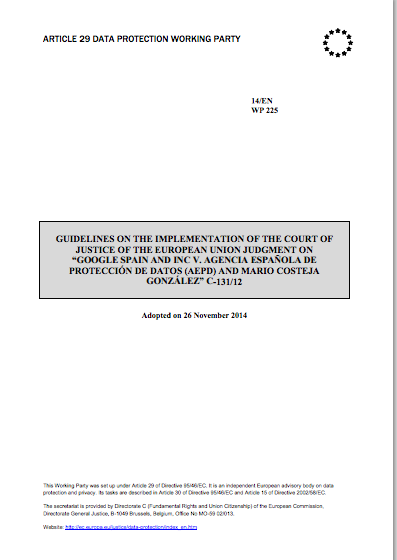 ARTICLE 29 DATA PROTECTION WORKING PARTY
14/EN
WP 225
GUIDELINES ON THE IMPLEMENTATION OF THE COURT OF
JUSTICE OF THE EUROPEAN UNION JUDGMENT ON
“GOOGLE SPAIN AND INC V. AGENCIA ESPAÑOLA DE
PROTECCIÓN DE DATOS (AEPD) AND MARIO COSTEJA
GONZÁLEZ” C-131/12
Adopted on 26 November 2014
This Working Party was set up under Article 29 of Directive 95/46/EC. It is an independent European advisory body on data
protection and privacy. Its tasks are described in Article 30 of Directive 95/46/EC and Article 15 of Directive 2002/58/EC.
The secretariat is provided by Directorate C (Fundamental Rights and Union Citizenship) of the European Commission,
Directorate General Justice, B-1049 Brussels, Belgium, Office No MO-59 02/013.
Website: http://ec.europa.eu/justice/data-protection/index_en.htm